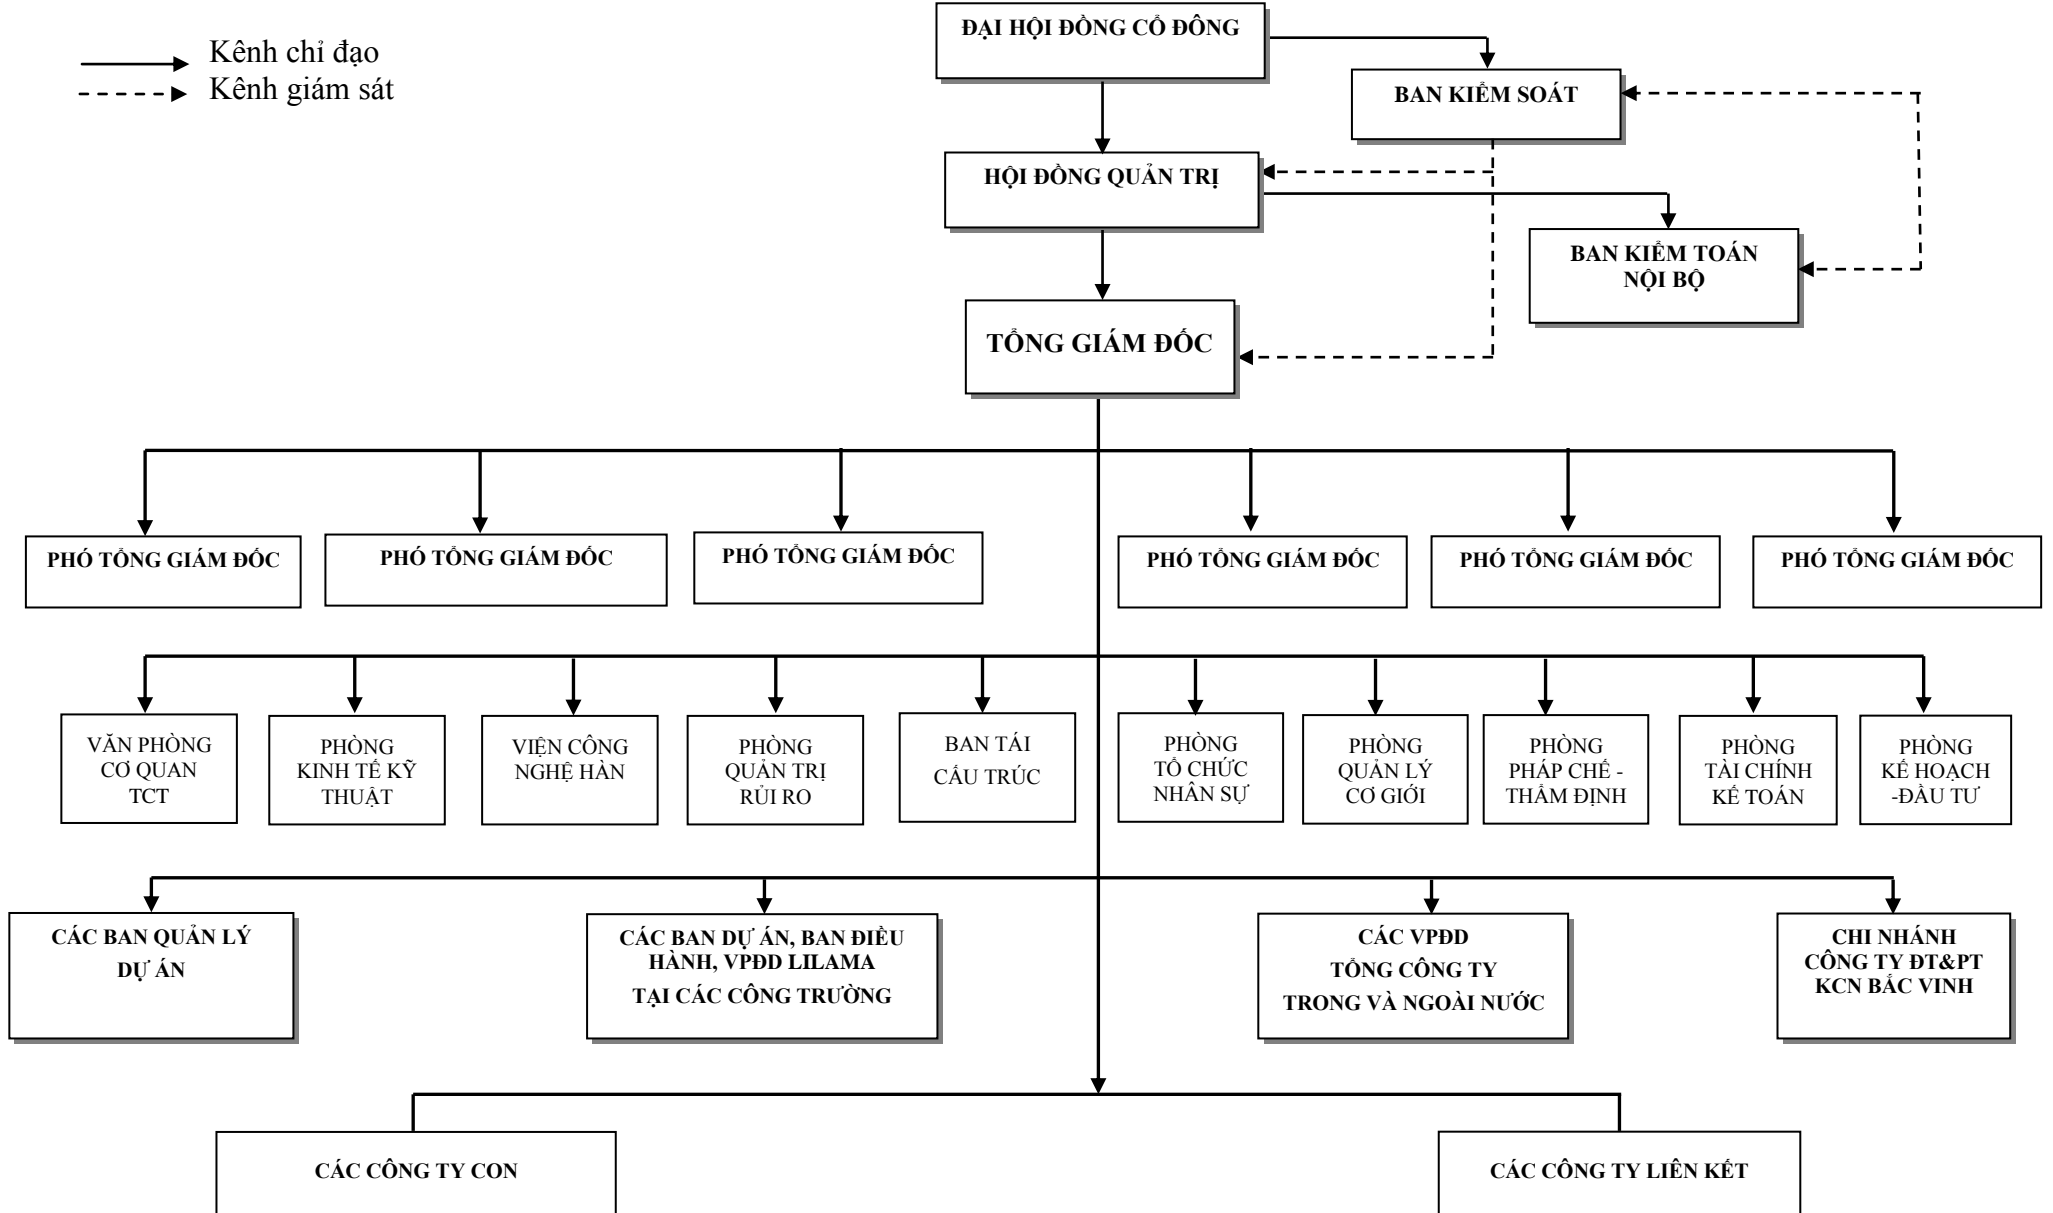 Kênh chỉ đạo
Kênh giám sát
ĐẠI HỘI ĐỒNG CỔ ĐÔNG
BAN KIỂM SOÁT
HỘI ĐỒNG QUẢN TRỊ
BAN KIỂM TOÁN
NỘI BỘ
TỔNG GIÁM ĐỐC
PHÓ TỔNG GIÁM ĐỐC
PHÓ TỔNG GIÁM ĐỐC
PHÓ TỔNG GIÁM ĐỐC
PHÓ TỔNG GIÁM ĐỐC
PHÓ TỔNG GIÁM ĐỐC
PHÓ TỔNG GIÁM ĐỐC
VĂN PHÒNG
CƠ QUAN
TCT
PHÒNG
KINH TẾ KỸ
THUẬT
VIỆN CÔNG
NGHỆ HÀN
PHÒNG
QUẢN TRỊ
RỦI RO
BAN TÁI
CẤU TRÚC
PHÒNG
TỔ CHỨC
NHÂN SỰ
PHÒNG
QUẢN LÝ
CƠ GIỚI
PHÒNG
PHÁP CHẾ -
THẨM ĐỊNH
PHÒNG
TÀI CHÍNH
KẾ TOÁN
PHÒNG
KẾ HOẠCH
-ĐẦU TƯ
CÁC BAN QUẢN LÝ
DỰ ÁN
CÁC BAN DỰ ÁN, BAN ĐIỀU
HÀNH, VPĐD LILAMA
TẠI CÁC CÔNG TRƯỜNG
CÁC VPĐD
TỔNG CÔNG TY
TRONG VÀ NGOÀI NƯỚC
CHI NHÁNH
CÔNG TY ĐT&PT
KCN BẮC VINH
CÁC CÔNG TY CON
CÁC CÔNG TY LIÊN KẾT